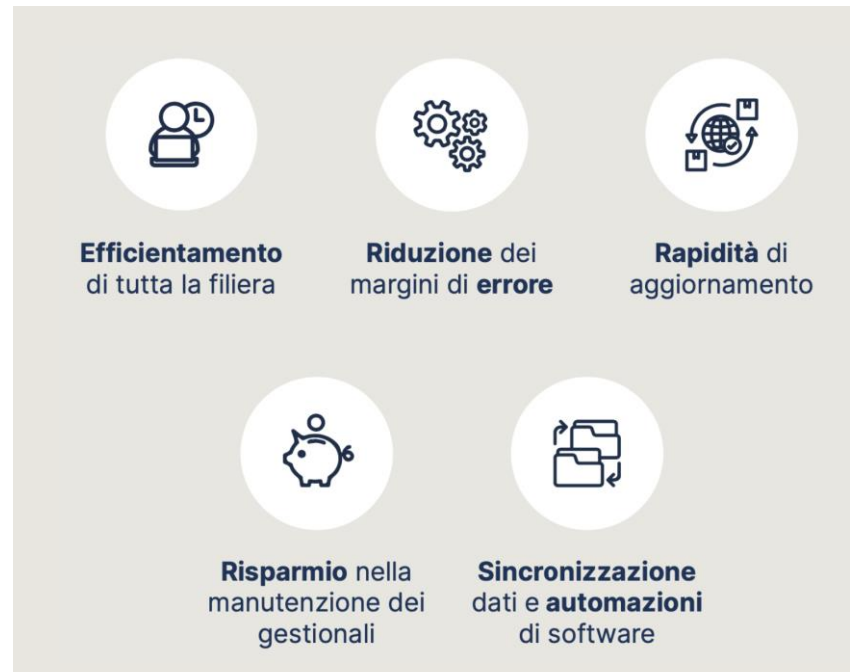 Efficientamento
di tutta la filiera
Riduzione dei
margini di errore
Rapidità di
aggiornamento
Risparmio nella
manutenzione dei
gestionali
Sincronizzazione
dati e automazioni
di software